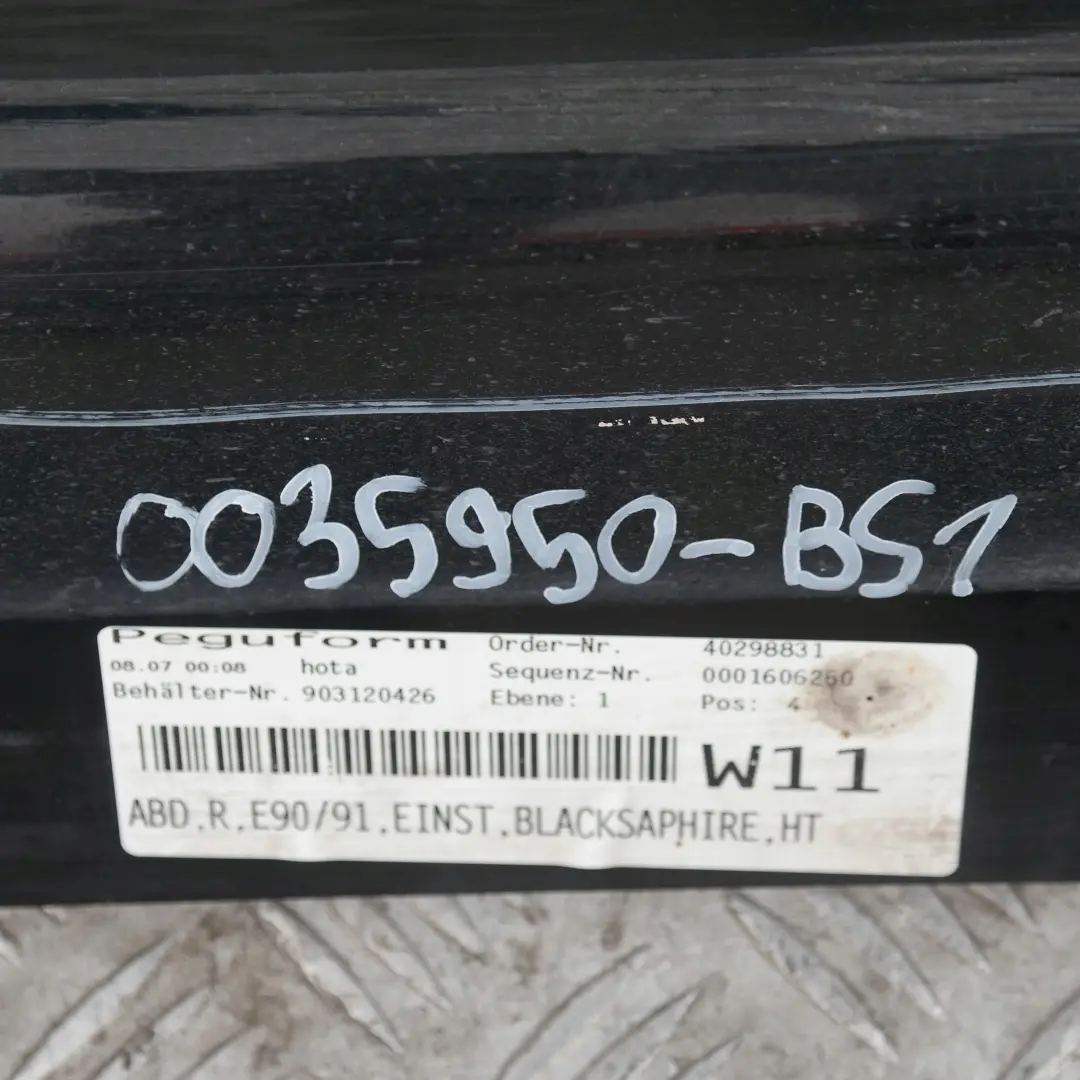 0035950-BS1
Peguform Order-Nr. 40298831
08.07 00:08 hota Sequenz-Nr. 0001606260
Behälter-Nr. 903120426 Ebene: 1 Pos: 4
W11
ABD.R.E90/91.EINST.BLACKSAPHIRE.HT